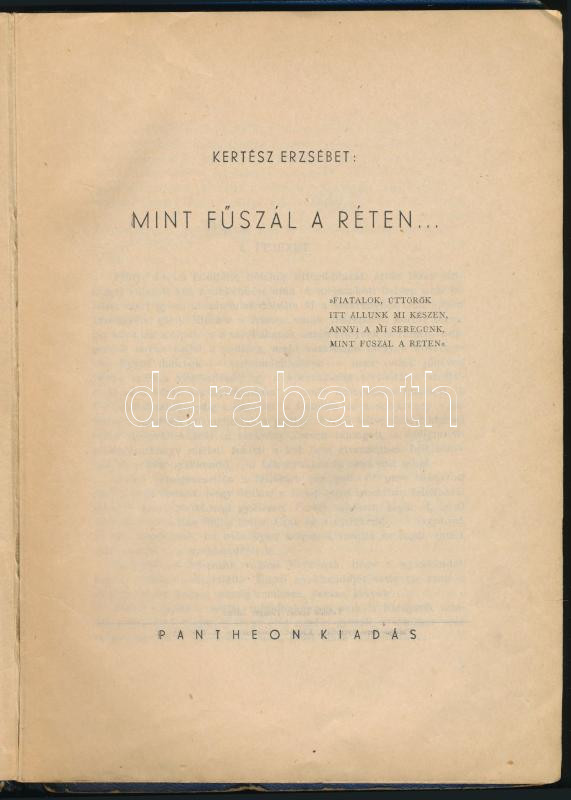 KERTÉSZ ERZSÉBET:
MINT FŰSZÁL A RÉTEN...
»FIATALOK, ÚTTÖRŐK
ITT ÁLLUNK MI KÉSZEN,
ANNYI A MI SEREGÜNK,
MINT FŰSZÁL A RÉTEN«
darabanth
PANTHEON KIADÁS